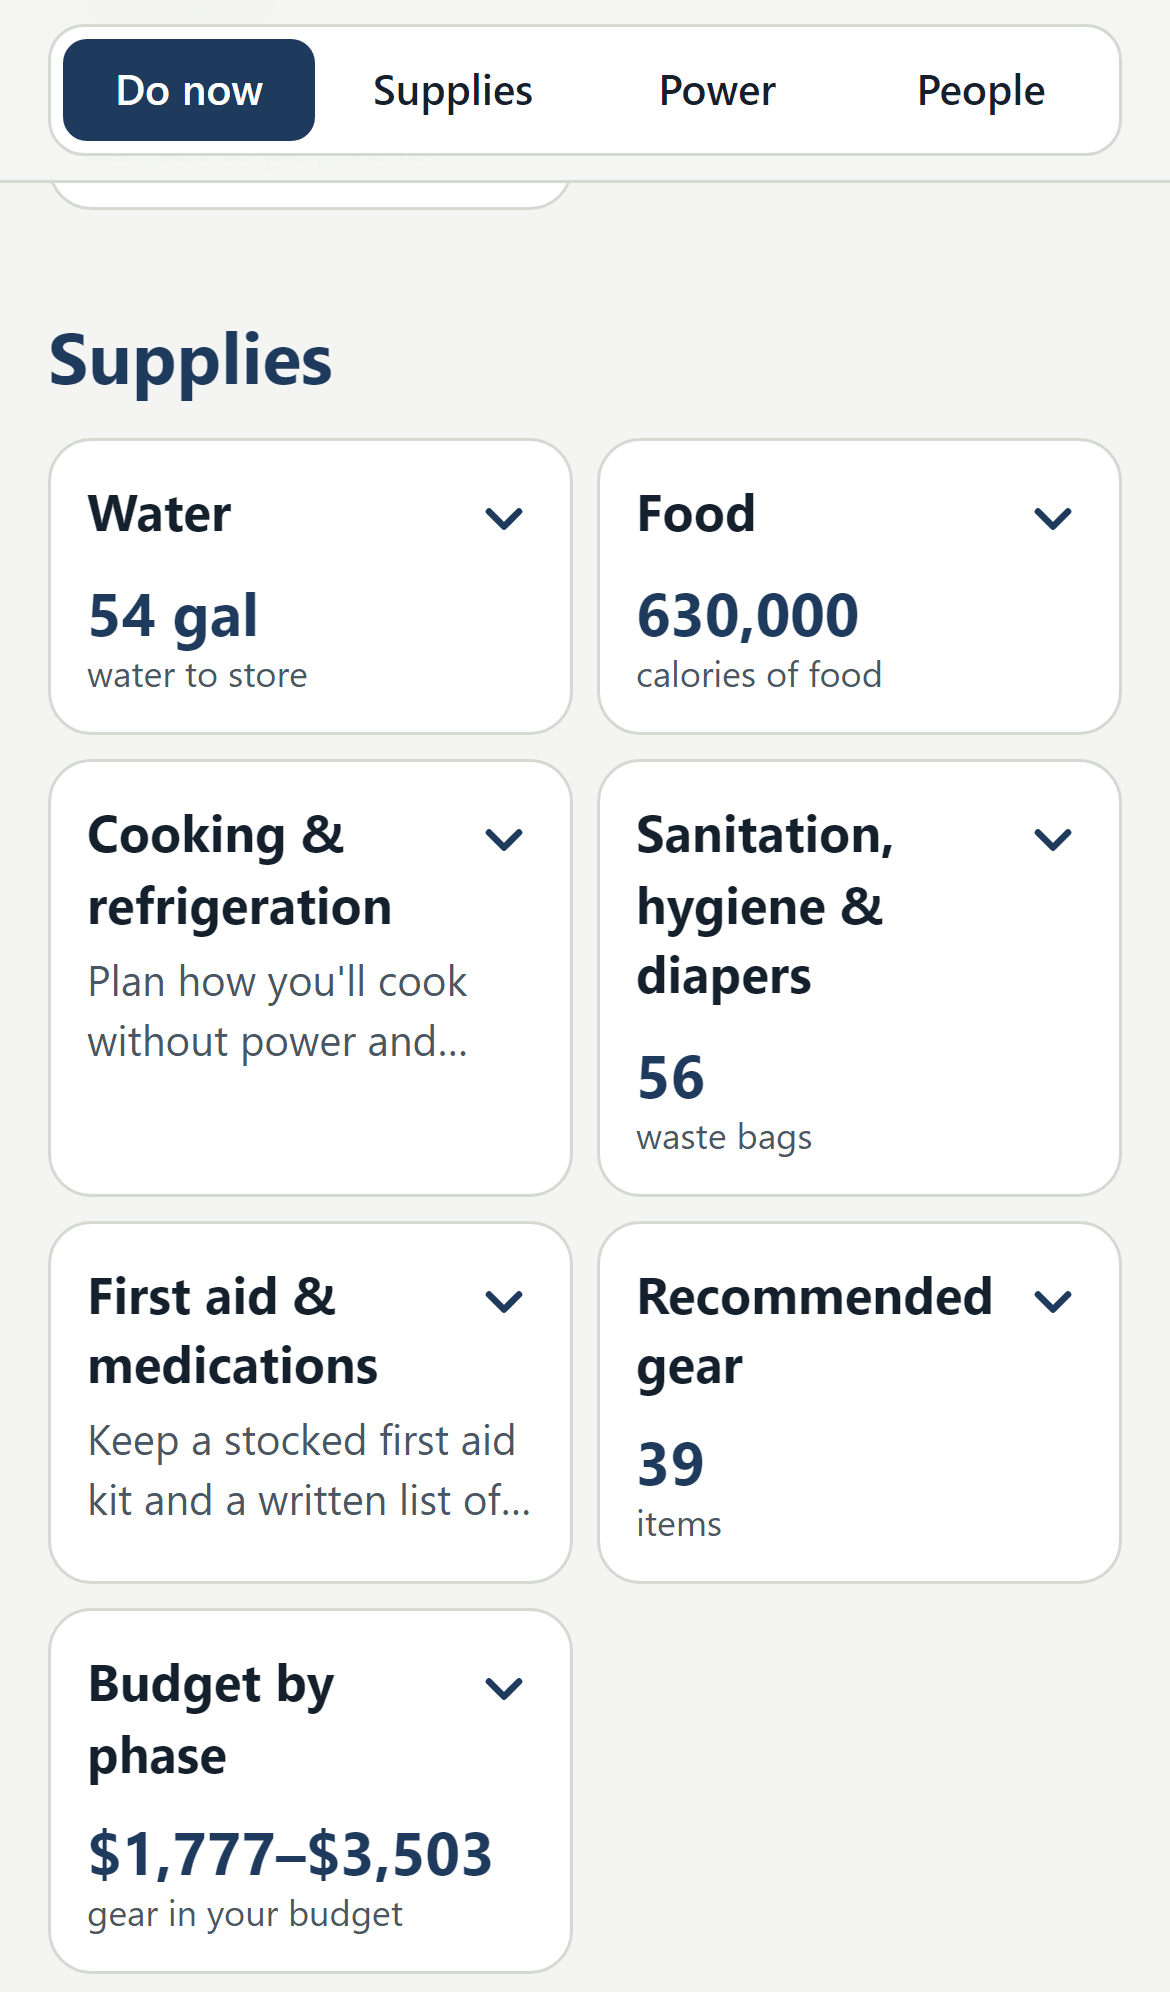 Do now
Supplies
Power
People
Supplies
Water
54 gal
water to store
Food
630,000
calories of food
Cooking &
refrigeration
Plan how you'll cook
without power and...
Sanitation,
hygiene &
diapers
56
waste bags
First aid &
medications
Keep a stocked first aid
kit and a written list of...
Recommended
gear
39
items
Budget by
phase
$1,777–$3,503
gear in your budget